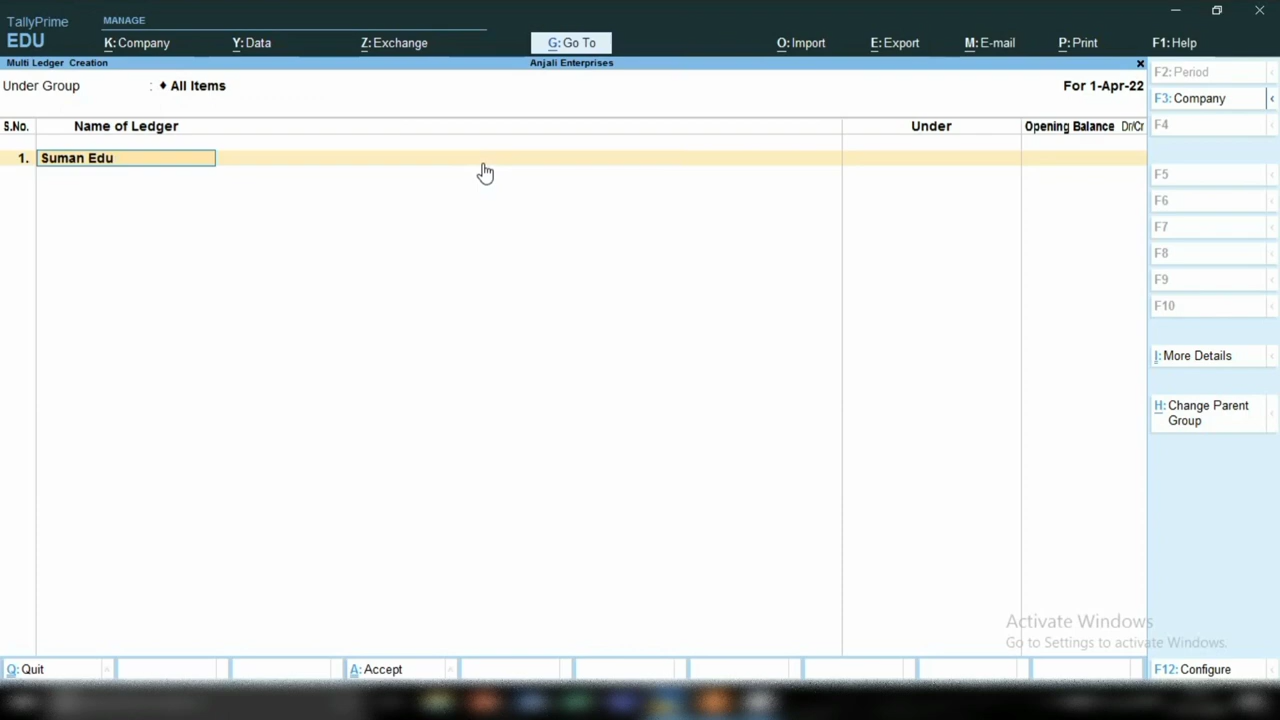 TallyPrime
EDU
MANAGE
K: Company
Y: Data
Z: Exchange
G: Go To
O: Import
E: Export
M: E-mail
P: Print
F1: Help
Multi Ledger Creation
Anjali Enterprises
Under Group : ♦ All Items
For 1-Apr-22
S.No. Name of Ledger Under Opening Balance Dr/Cr
1. Suman Edu
F2: Period
F3: Company
F4
F5
F6
F7
F8
F9
F10
I: More Details
H: Change Parent
Group
Activate Windows
Go to Settings to activate Windows.
Q: Quit
A: Accept
F12: Configure